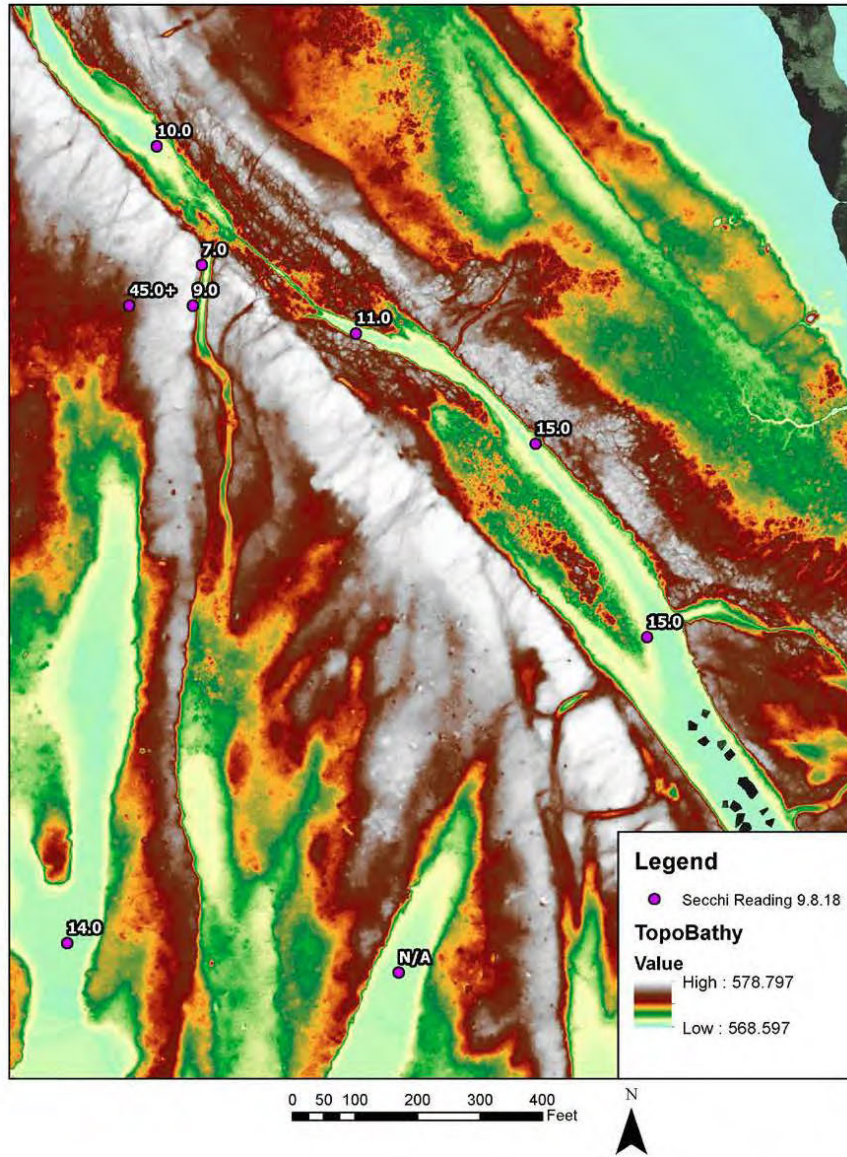 10.0
7.0
45.0+ 9.0
11.0
15.0
15.0
14.0
N/A
Legend
Secchi Reading 9.8.18
TopoBathy
Value
High : 578.797
Low : 568.597
0 50 100 200 300 400
Feet
N